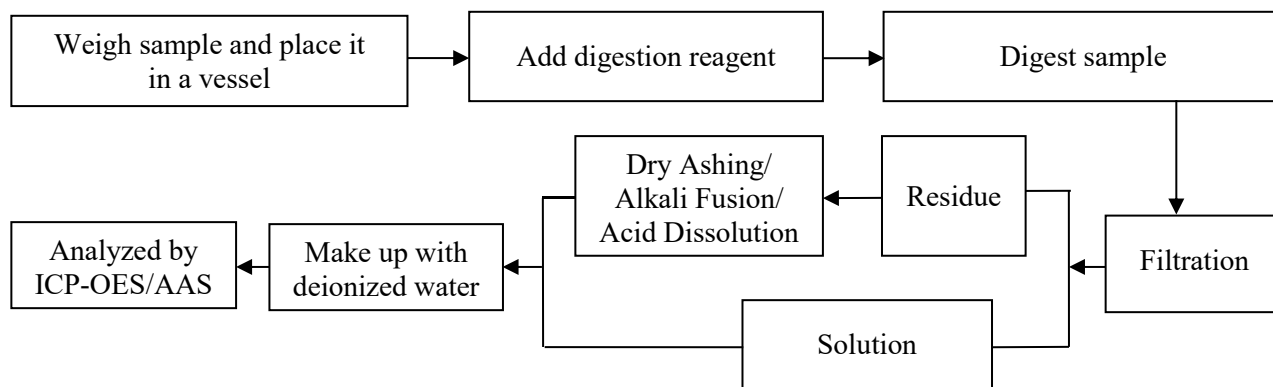 Weigh sample and place it
in a vessel
Add digestion reagent
Digest sample
Filtration
Residue
Dry Ashing/
Alkali Fusion/
Acid Dissolution
Solution
Make up with
deionized water
Analyzed by
ICP-OES/AAS